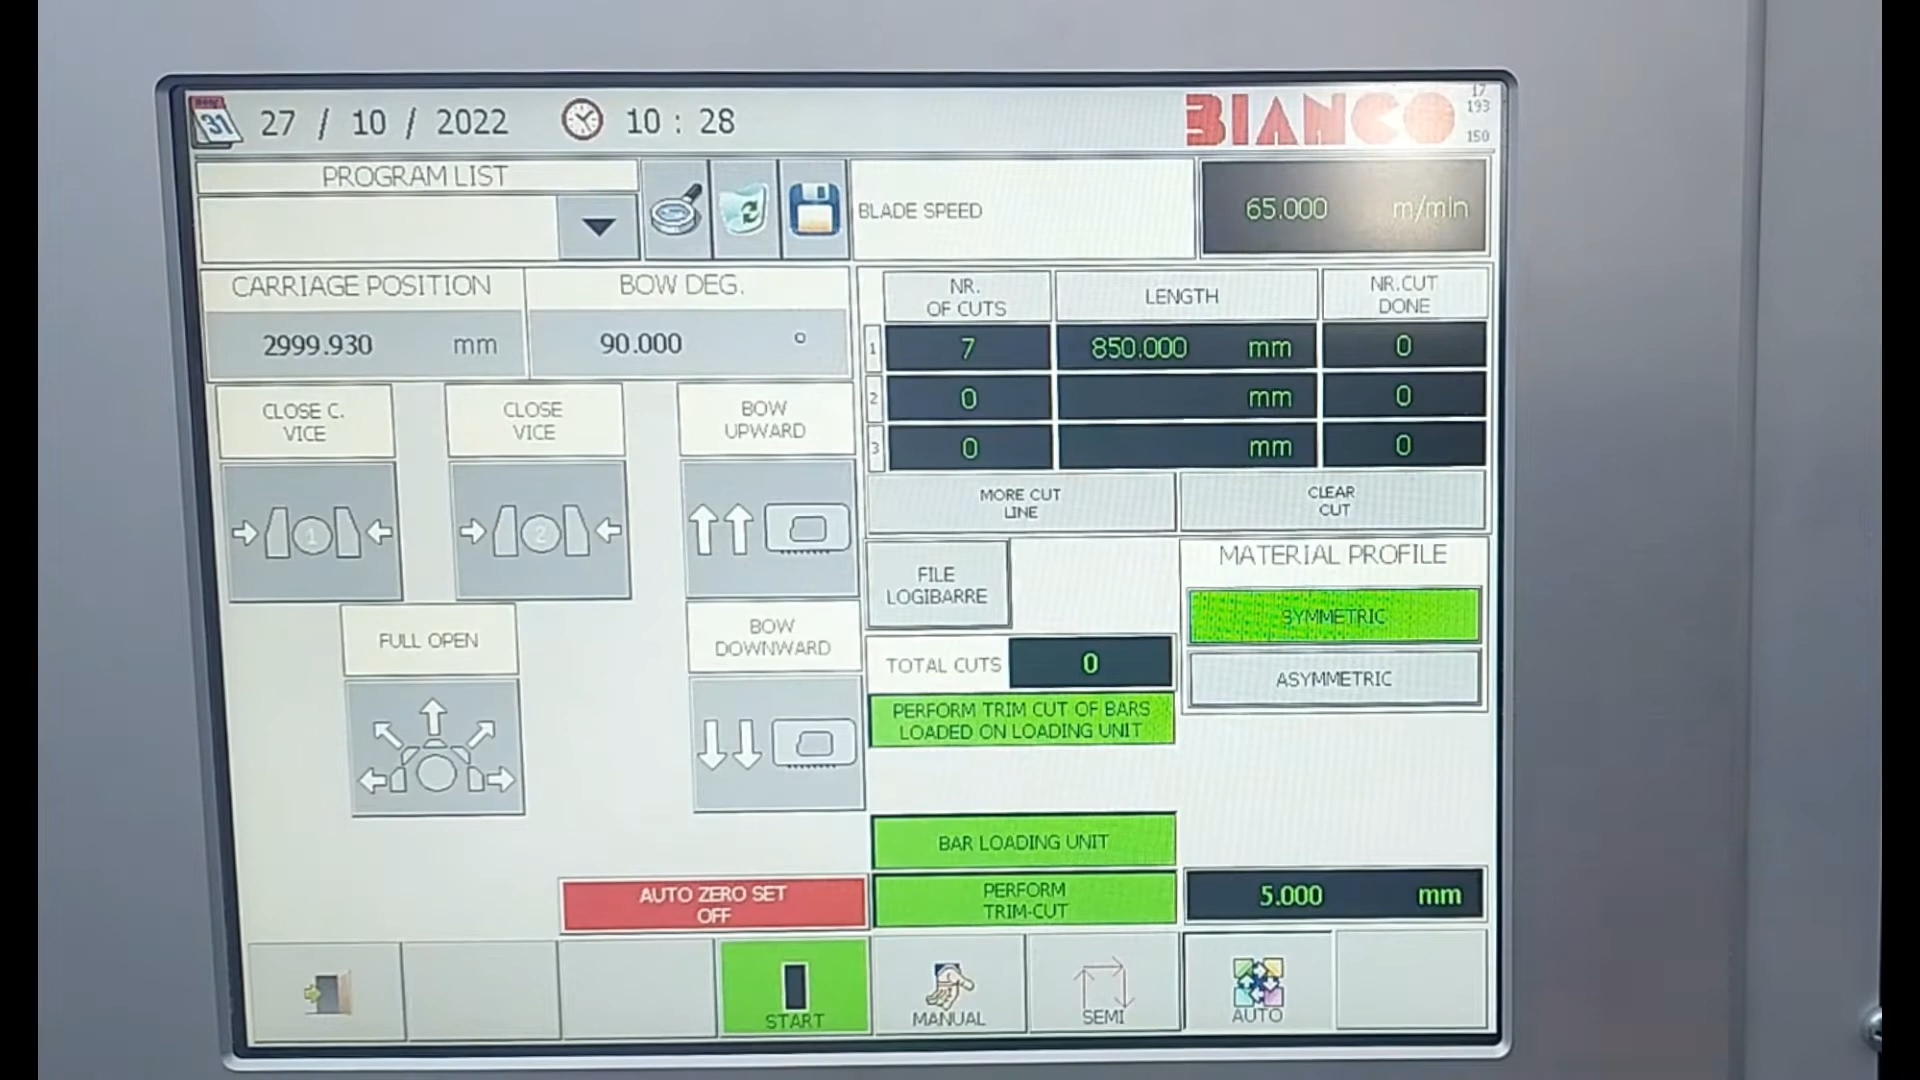 27 / 10 / 2022 10 : 28
BIANCO
17
193
150
PROGRAM LIST
BLADE SPEED
65.000 m/min
CARRIAGE POSITION
2999.930 mm
BOW DEG.
90.000 °
NR.
OF CUTS
LENGTH
NR.CUT
DONE
1 7 850.000 mm 0
2 0 mm 0
3 0 mm 0
CLOSE C.
VICE
1
CLOSE
VICE
2
BOW
UPWARD
MORE CUT
LINE
CLEAR
CUT
FILE
LOGIBARRE
MATERIAL PROFILE
SYMMETRIC
ASYMMETRIC
FULL OPEN
BOW
DOWNWARD
TOTAL CUTS 0
PERFORM TRIM CUT OF BARS
LOADED ON LOADING UNIT
BAR LOADING UNIT
AUTO ZERO SET
OFF
PERFORM
TRIM-CUT
5.000 mm
START
MANUAL
SEMI
AUTO
31